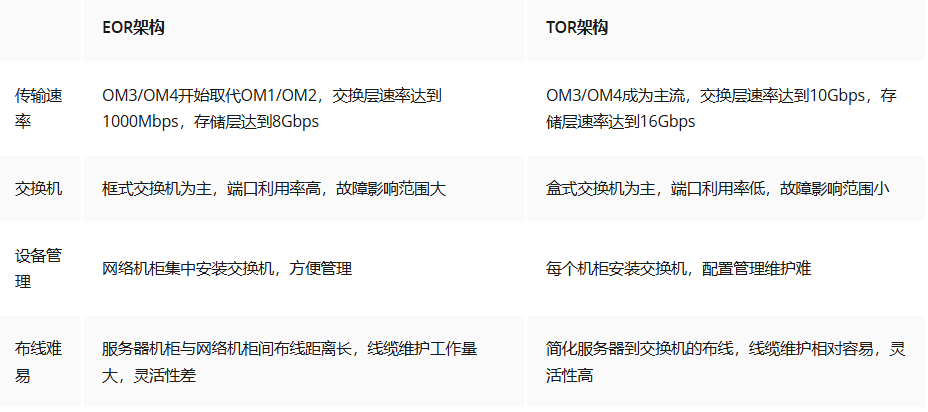 EOR架构 TOR架构
传输速 OM3/OM4开始取代OM1/OM2，交换层速率达到 OM3/OM4成为主流，交换层速率达到10Gbps，存
率 1000Mbps，存储层达到8Gbps 储层速率达到16Gbps
交换机 框式交换机为主，端口利用率高，故障影响范围大 盒式交换机为主，端口利用率低，故障影响范围小
设备管
理
网络机柜集中安装交换机，方便管理 每个机柜安装交换机，配置管理维护难
布线难 服务器机柜与网络机柜间布线距离长，线缆维护工作量 简化服务器到交换机的布线，线缆维护相对容易，灵
易 大，灵活性差 活性高